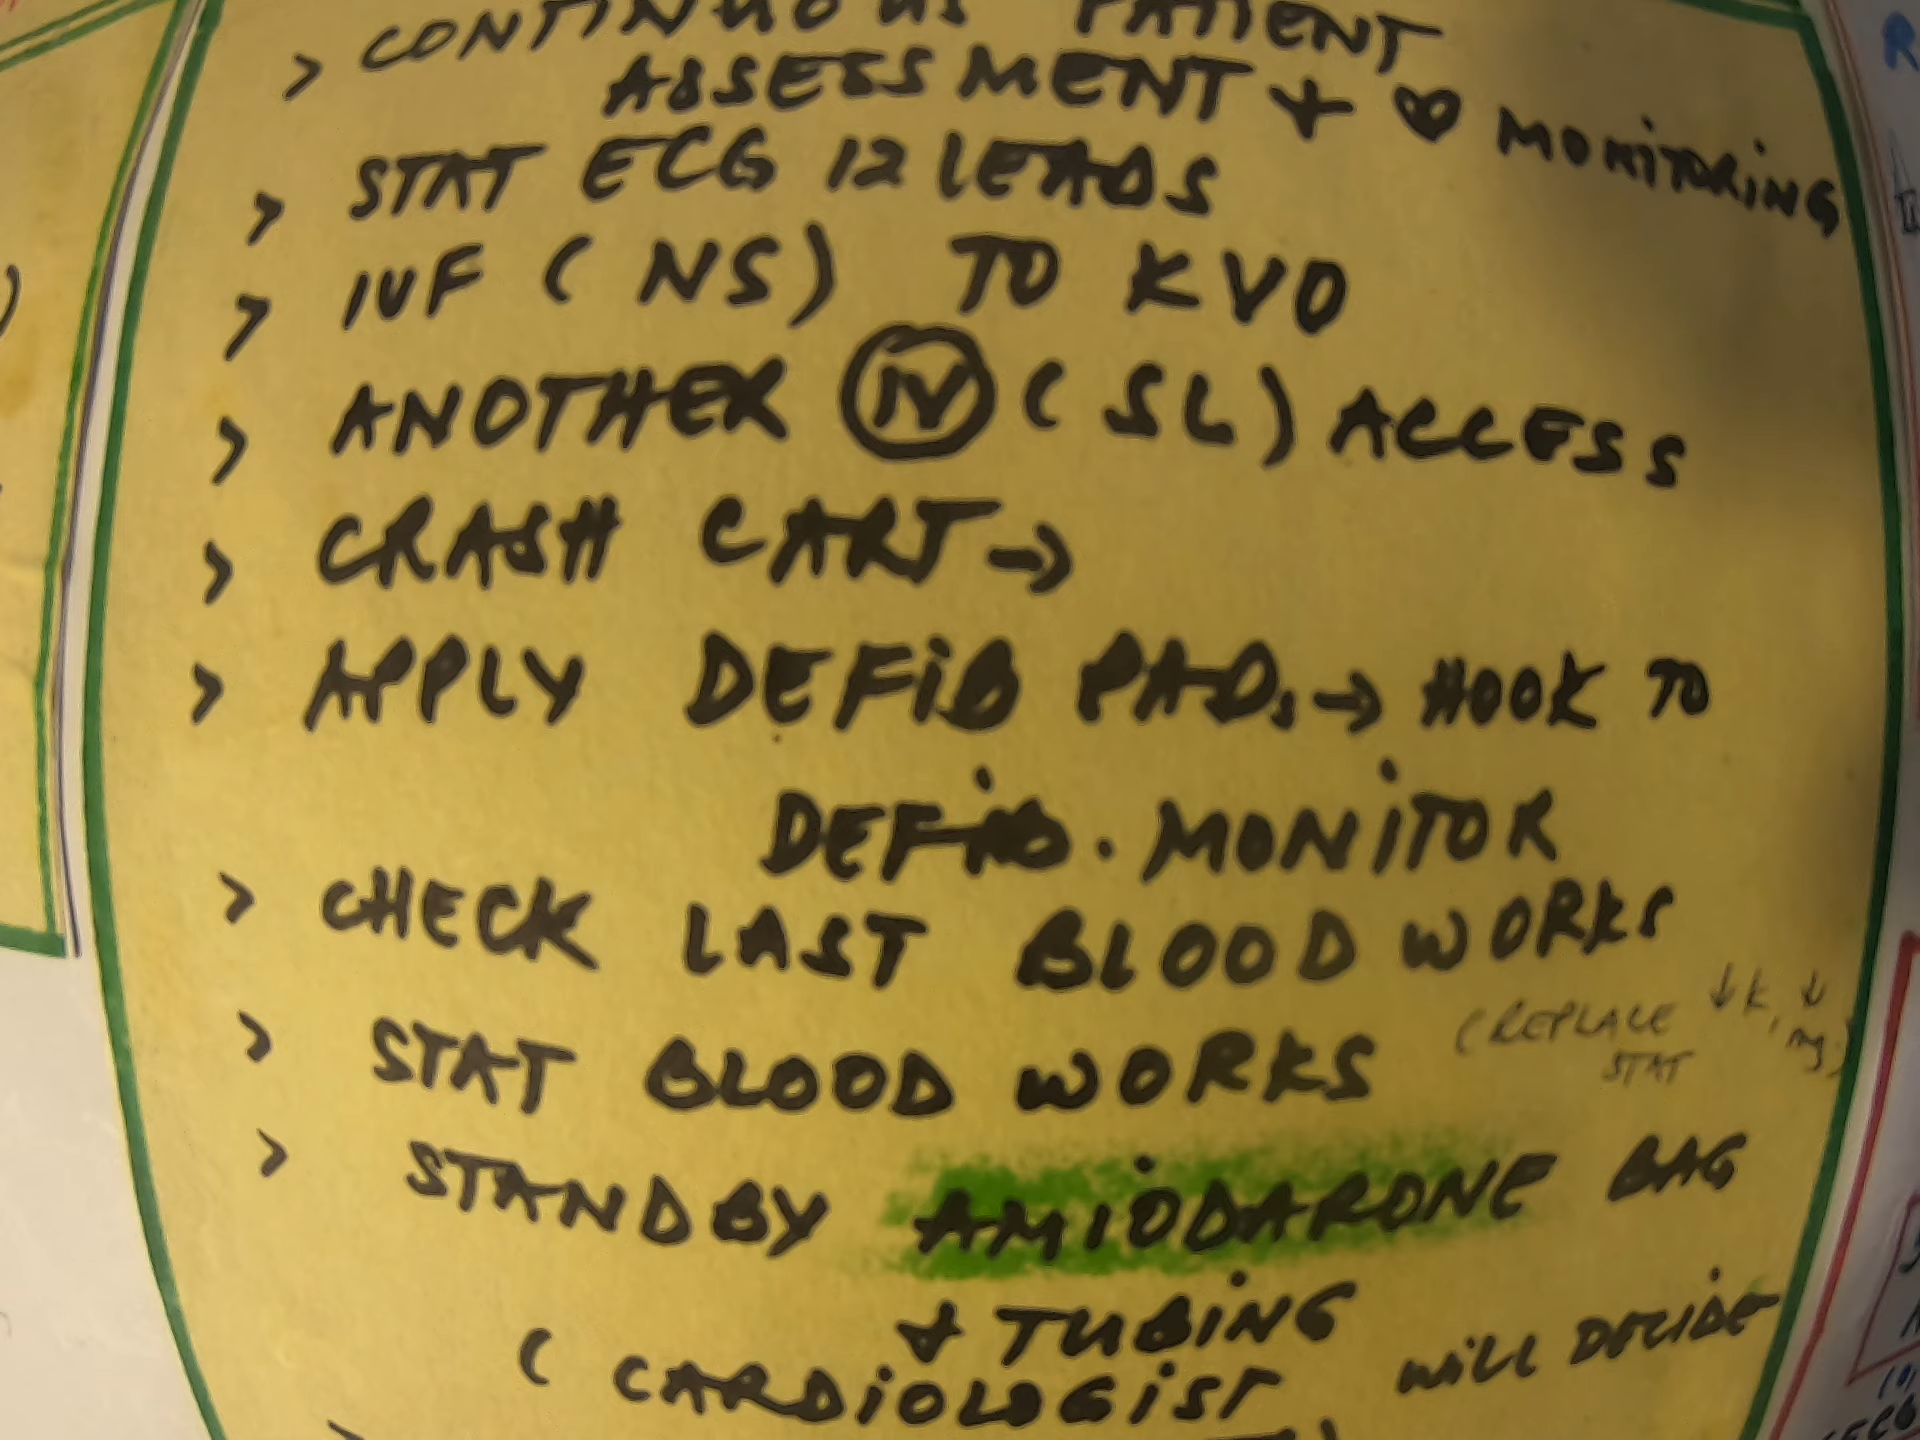 > CONTINUOUS PATIENT
ASSESSMENT + ♡ MONITORING
> STAT ECG 12 LEADS
> IVF (NS) TO KVO
> ANOTHER IV (SL) ACCESS
> CRASH CART →
> APPLY DEFIB PADS → HOOK TO
DEFIB. MONITOR
> CHECK LAST BLOOD WORKS
(REPLACE ↓K, ↓mg)
STAT
> STAT BLOOD WORKS
> STANDBY AMIODARONE BAG
+ TUBING
(CARDIOLOGIST WILL DECIDE